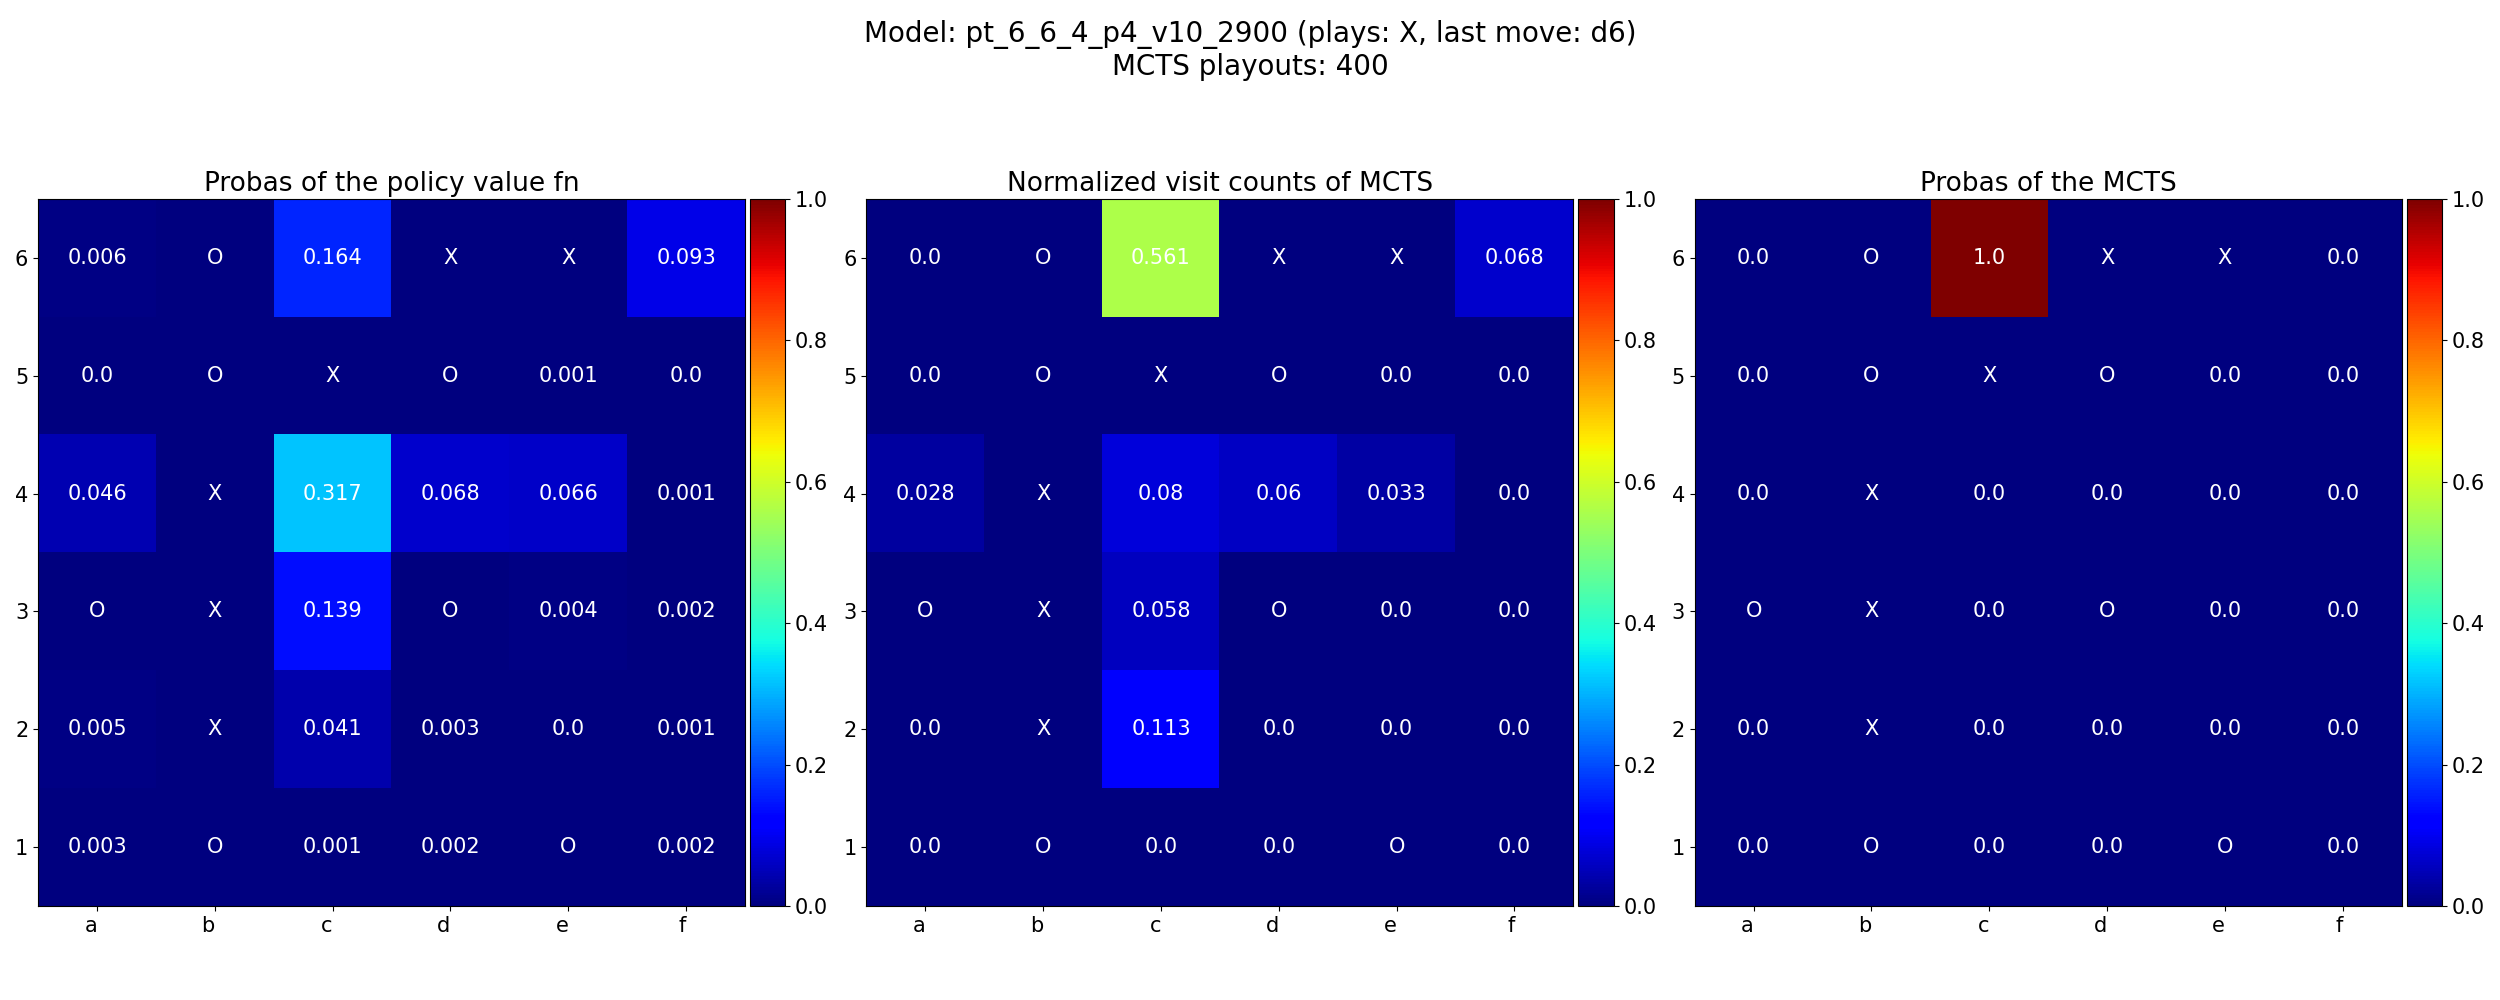 Model: pt_6_6_4_p4_v10_2900 (plays: X, last move: d6)
MCTS playouts: 400
Probas of the policy value fn
6 0.006 O 0.164 X X 0.093
5 0.0 O X O 0.001 0.0
4 0.046 X 0.317 0.068 0.066 0.001
3 O X 0.139 O 0.004 0.002
2 0.005 X 0.041 0.003 0.0 0.001
1 0.003 O 0.001 0.002 O 0.002
a b c d e f
1.0
0.8
0.6
0.4
0.2
0.0
Normalized visit counts of MCTS
6 0.0 O 0.561 X X 0.068
5 0.0 O X O 0.0 0.0
4 0.028 X 0.08 0.06 0.033 0.0
3 O X 0.058 O 0.0 0.0
2 0.0 X 0.113 0.0 0.0 0.0
1 0.0 O 0.0 0.0 O 0.0
a b c d e f
1.0
0.8
0.6
0.4
0.2
0.0
Probas of the MCTS
6 0.0 O 1.0 X X 0.0
5 0.0 O X O 0.0 0.0
4 0.0 X 0.0 0.0 0.0 0.0
3 O X 0.0 O 0.0 0.0
2 0.0 X 0.0 0.0 0.0 0.0
1 0.0 O 0.0 0.0 O 0.0
a b c d e f
1.0
0.8
0.6
0.4
0.2
0.0